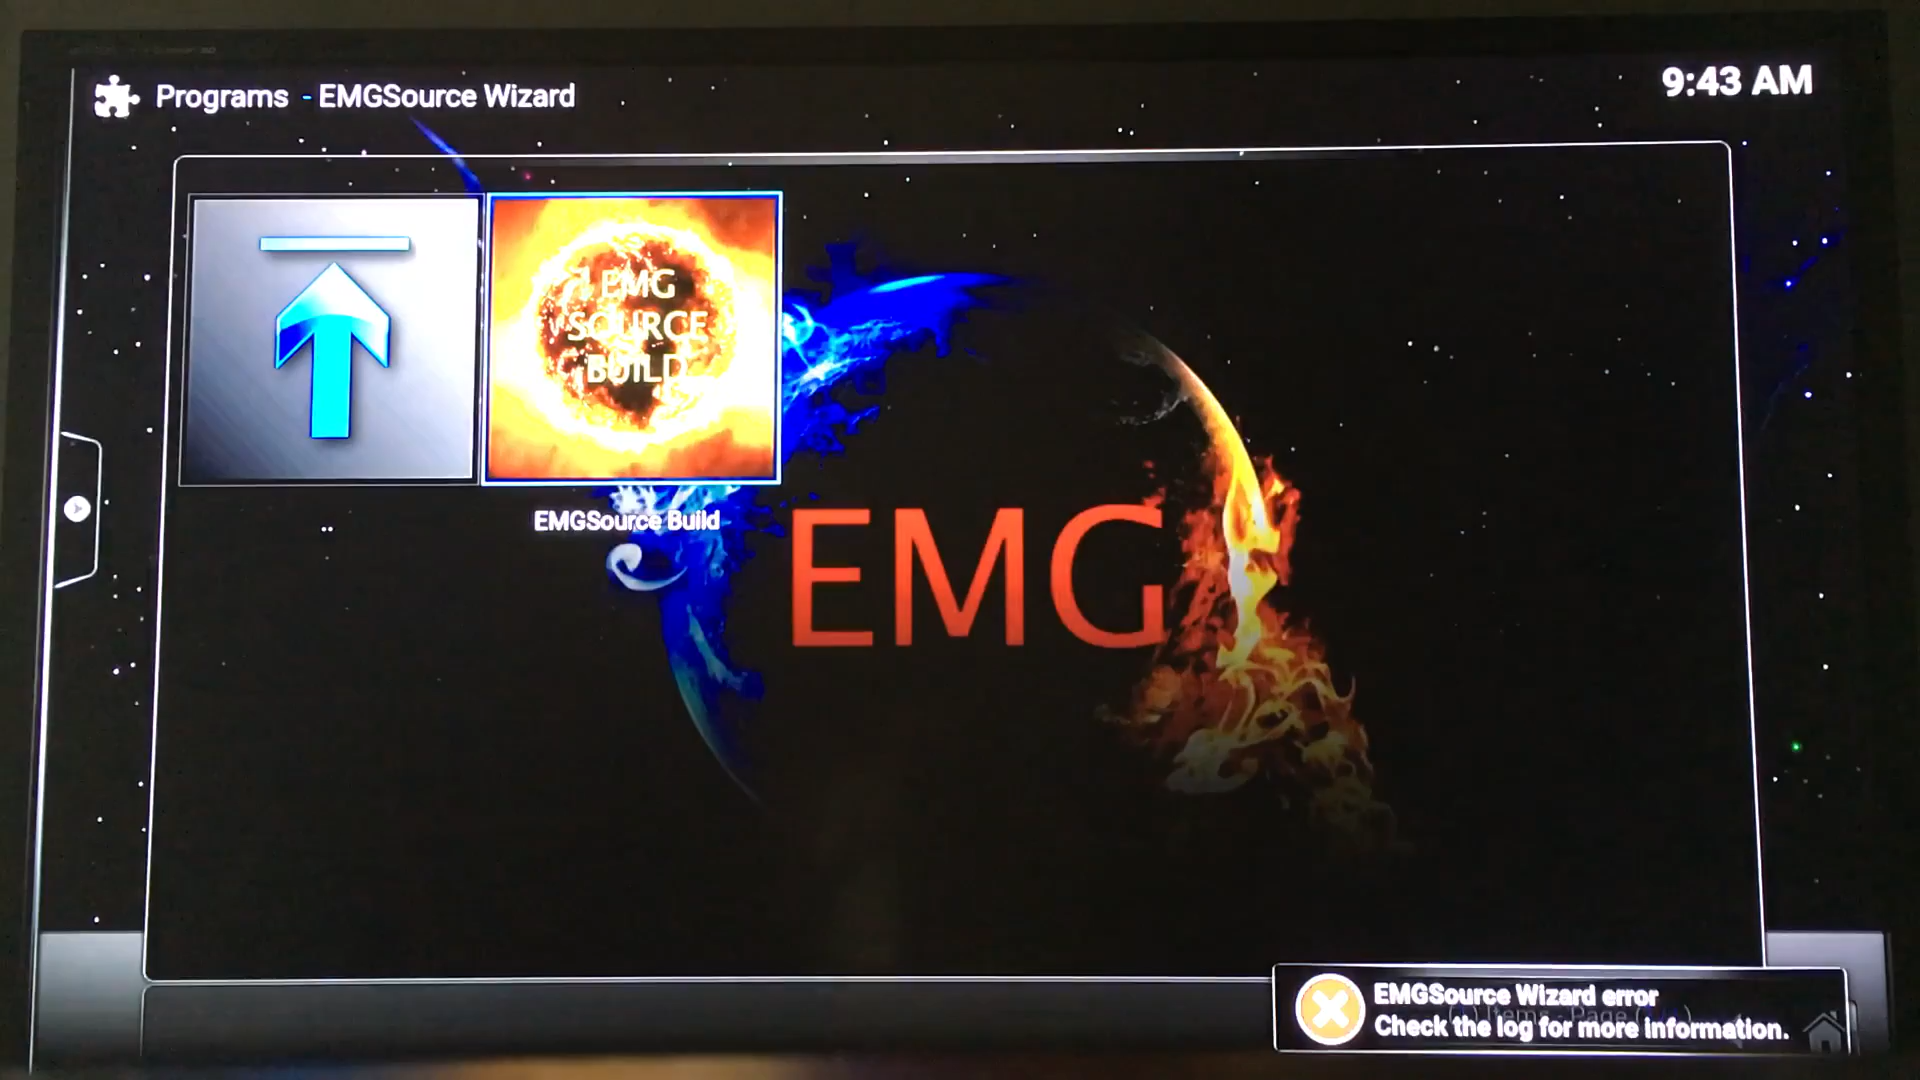 Programs - EMGSource Wizard
9:43 AM
EMG
SOURCE
BUILD
EMGSource Build
EMG
EMGSource Wizard error
Check the log for more information.